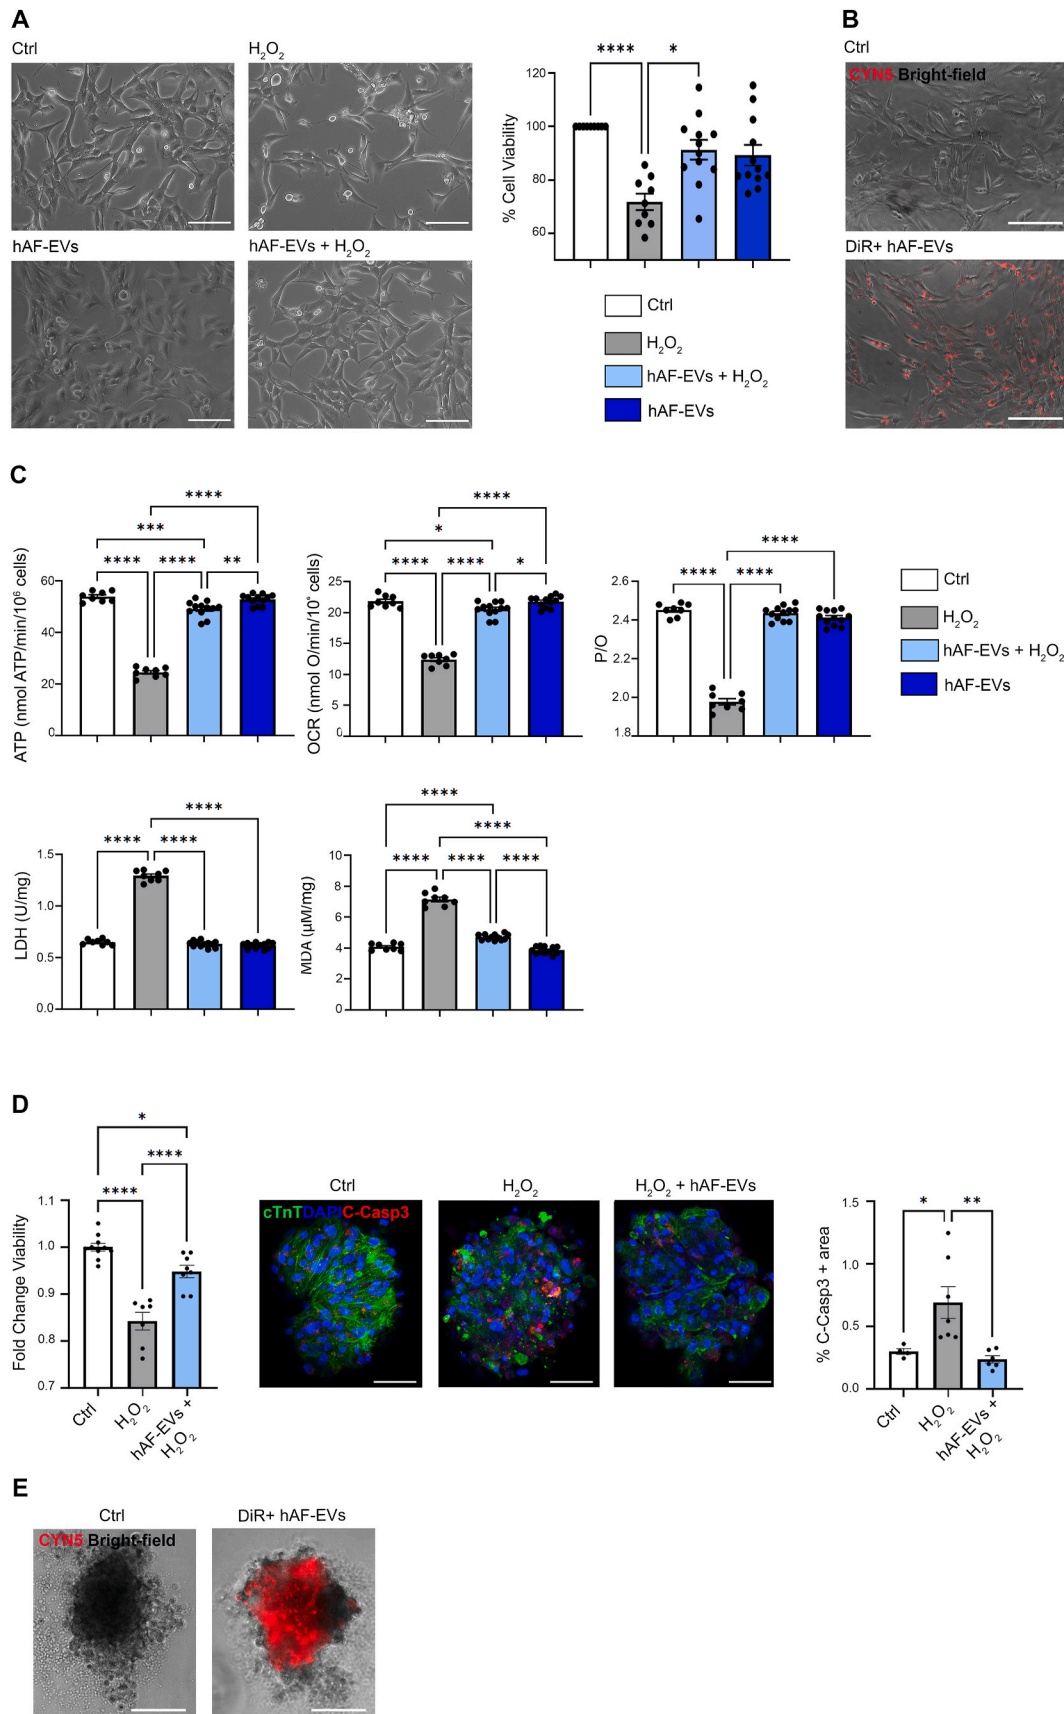 A
Ctrl
H₂O₂
hAF-EVs
hAF-EVs + H₂O₂
% Cell Viability
120
100
80
60
****
*
Ctrl
H₂O₂
hAF-EVs + H₂O₂
hAF-EVs
B
Ctrl
CYN5 Bright-field
DiR+ hAF-EVs
C
ATP (nmol ATP/min/10⁶ cells)
60
40
20
0
****
***
**** **** **
OCR (nmol O/min/10⁶ cells)
25
20
15
10
5
0
****
*
**** **** *
P/O
2.6
2.4
2.2
2.0
1.8
****
**** ****
Ctrl
H₂O₂
hAF-EVs + H₂O₂
hAF-EVs
LDH (U/mg)
1.5
1.0
0.5
0.0
****
**** ****
MDA (µM/mg)
10
8
6
4
2
0
****
****
**** **** ****
D
Fold Change Viability
1.1
1.0
0.9
0.8
0.7
*
****
****
Ctrl
H₂O₂
hAF-EVs +
H₂O₂
Ctrl
H₂O₂
H₂O₂ + hAF-EVs
cTnTDAPIC-Casp3
% C-Casp3 + area
1.5
1.0
0.5
0.0
* **
Ctrl
H₂O₂
hAF-EVs +
H₂O₂
E
Ctrl
DiR+ hAF-EVs
CYN5 Bright-field